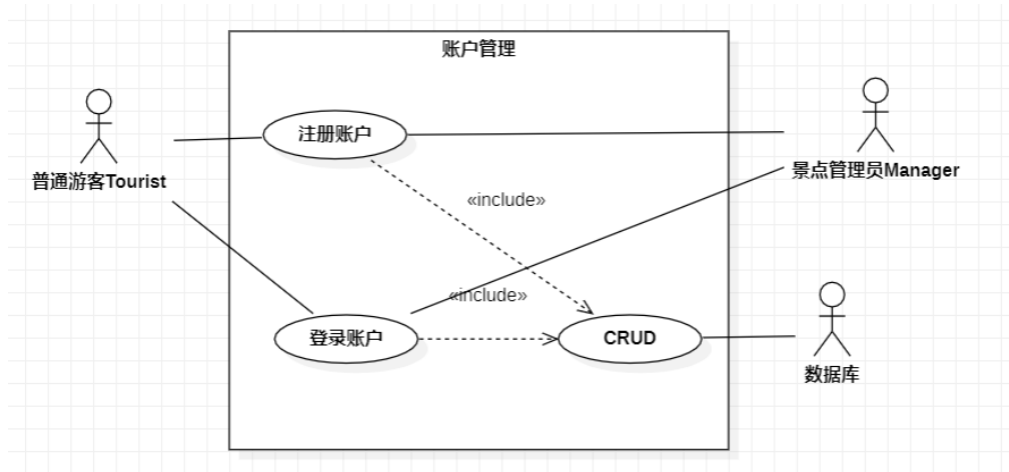 账户管理
注册账户
普通游客Tourist
景点管理员Manager
«include»
«include»
登录账户
CRUD
数据库